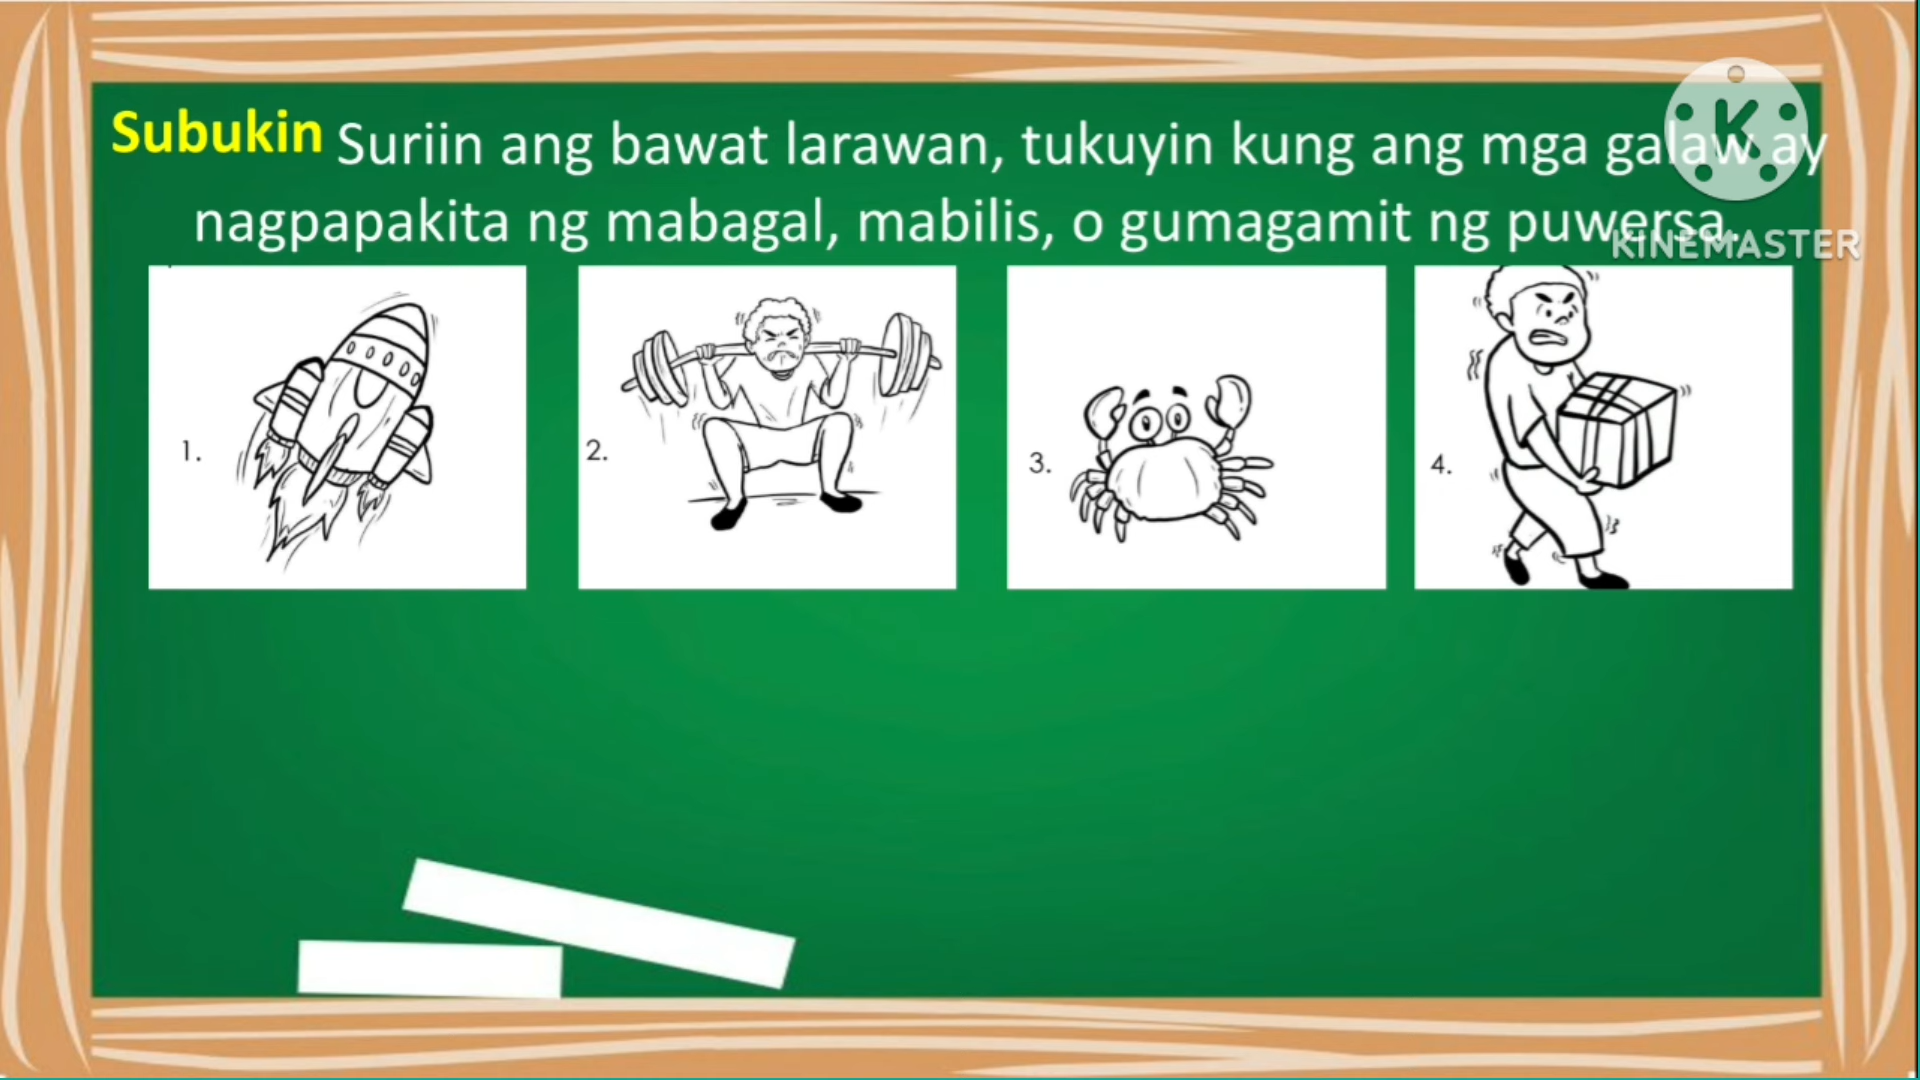 Subukin Suriin ang bawat larawan, tukuyin kung ang mga galaw ay
nagpapakita ng mabagal, mabilis, o gumagamit ng puwersa.
K
KINEMASTER
1.
2.
3.
4.